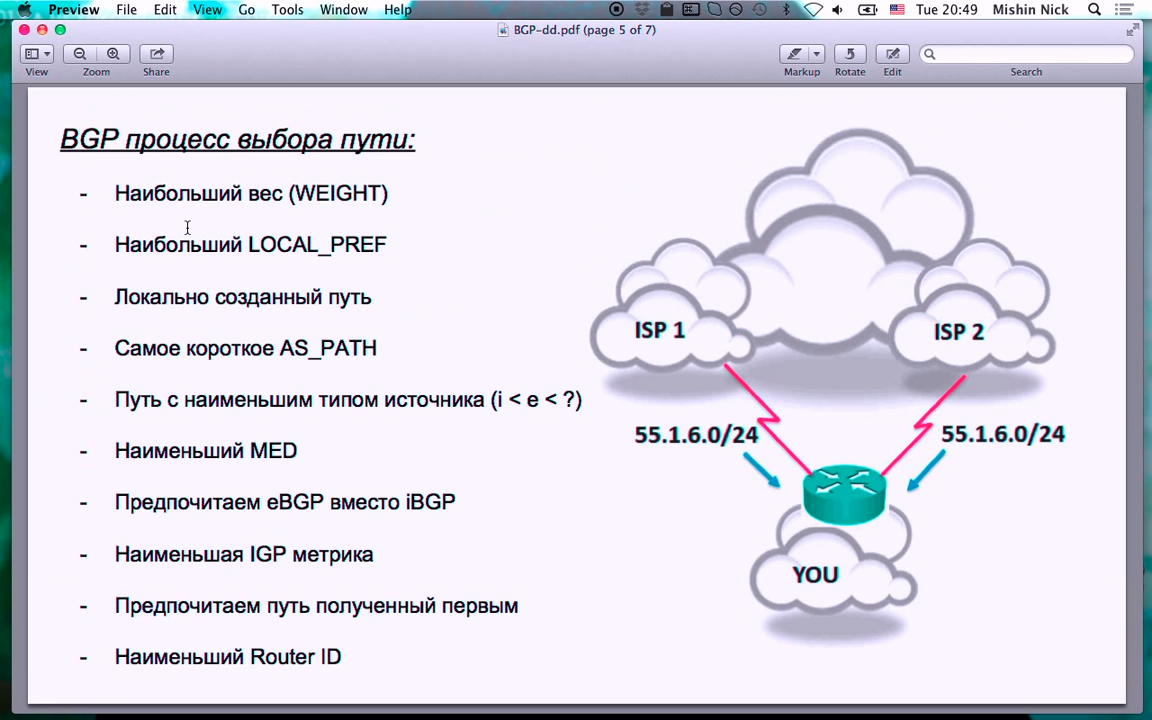 Preview File Edit View Go Tools Window Help Tue 20:49 Mishin Nick
BGP-dd.pdf (page 5 of 7)
View Zoom Share Markup Rotate Edit Search
BGP процесс выбора пути:
- Наибольший вес (WEIGHT)
- Наибольший LOCAL_PREF
- Локально созданный путь
- Самое короткое AS_PATH
- Путь с наименьшим типом источника (i < e < ?)
- Наименьший MED
- Предпочитаем eBGP вместо iBGP
- Наименьшая IGP метрика
- Предпочитаем путь полученный первым
- Наименьший Router ID
ISP 1
ISP 2
55.1.6.0/24
55.1.6.0/24
YOU